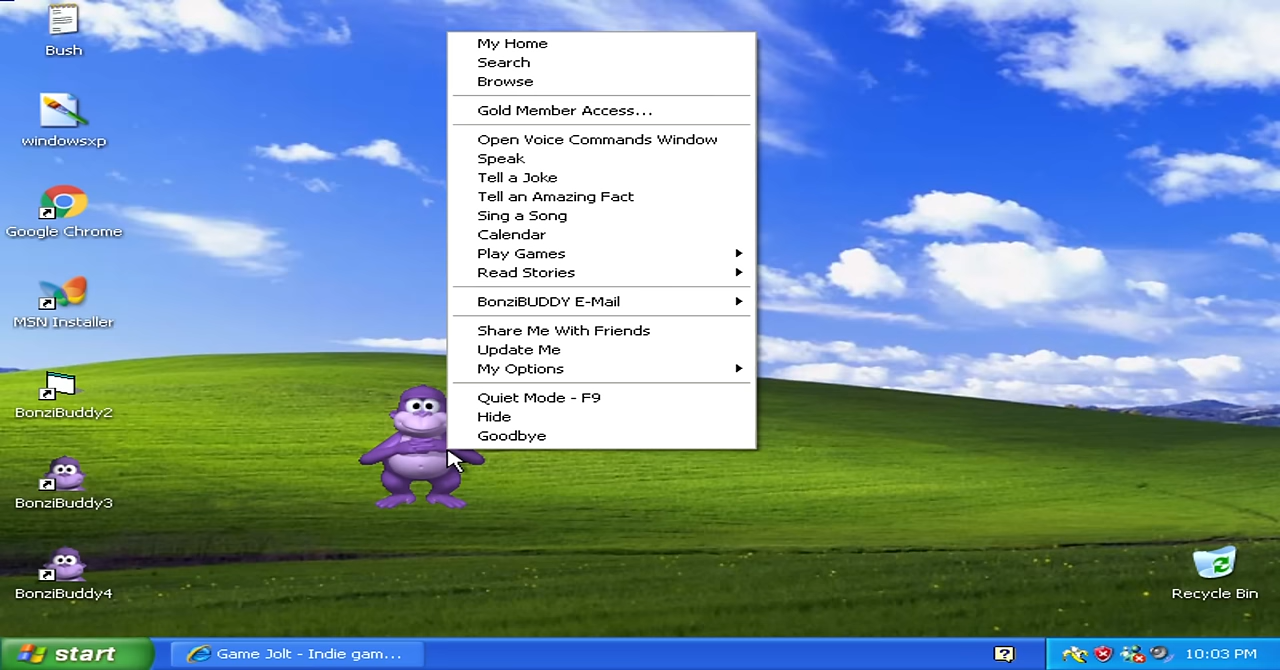 Bush
windowsxp
Google Chrome
MSN Installer
BonziBuddy2
BonziBuddy3
BonziBuddy4
My Home
Search
Browse
Gold Member Access...
Open Voice Commands Window
Speak
Tell a Joke
Tell an Amazing Fact
Sing a Song
Calendar
Play Games
Read Stories
BonziBUDDY E-Mail
Share Me With Friends
Update Me
My Options
Quiet Mode - F9
Hide
Goodbye
Recycle Bin
start
Game Jolt - Indie gam...
10:03 PM